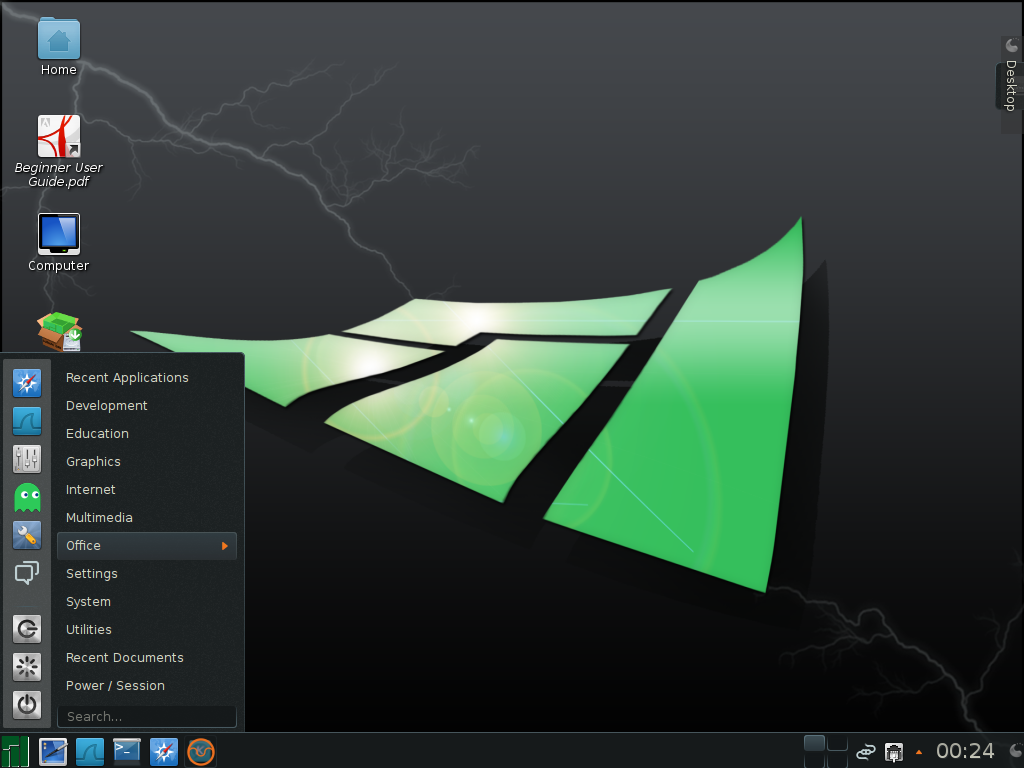 Home
Beginner User
Guide.pdf
Computer
Desktop
Recent Applications
Development
Education
Graphics
Internet
Multimedia
Office
Settings
System
Utilities
Recent Documents
Power / Session
Search...
00:24